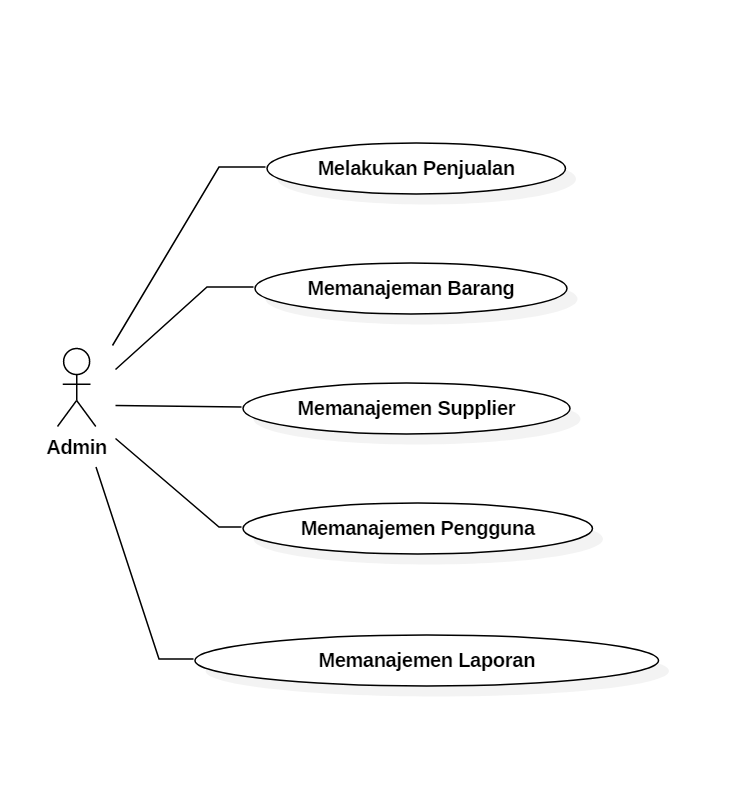 Melakukan Penjualan
Memanajeman Barang
Memanajemen Supplier
Admin
Memanajemen Pengguna
Memanajemen Laporan